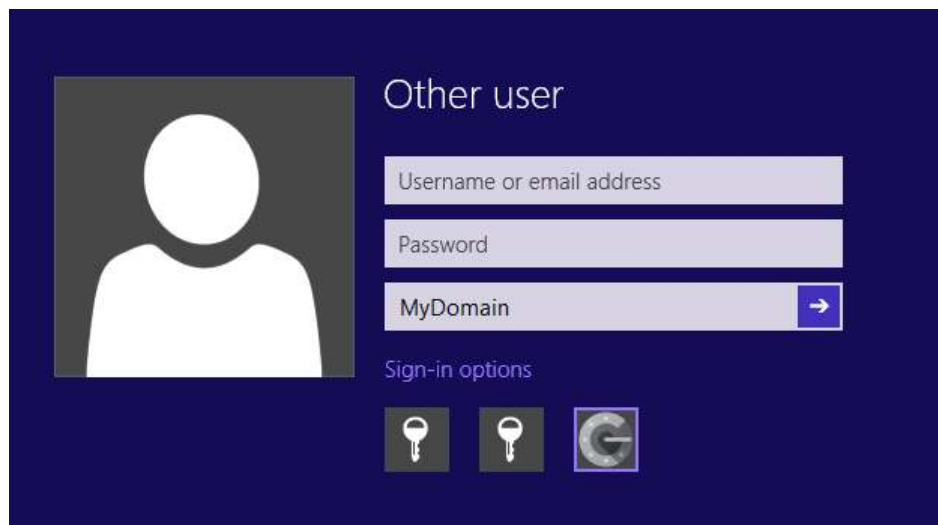 Other user
Username or email address
Password
MyDomain
Sign-in options